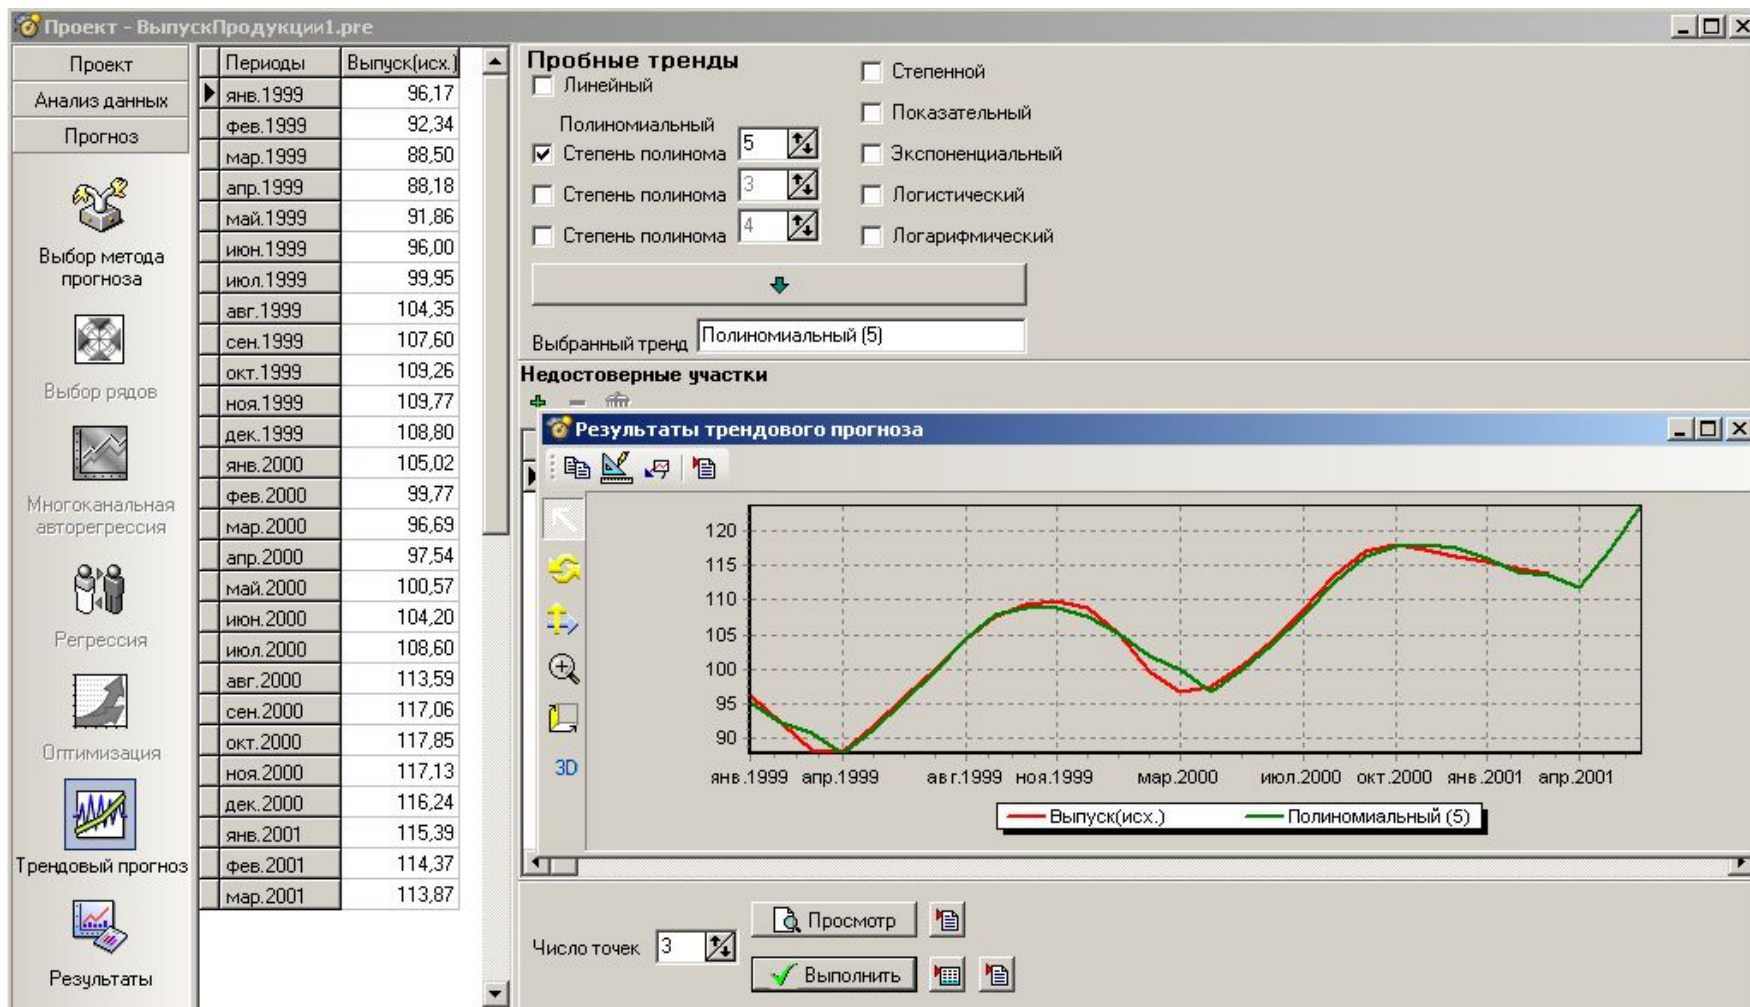 Проект - ВыпускПродукции1.pre
Проект
Анализ данных
Прогноз
Выбор метода
прогноза
Выбор рядов
Многоканальная
авторегрессия
Регрессия
Оптимизация
Трендовый прогноз
Результаты
Периоды Выпуск(исх.)
янв.1999 96,17
фев.1999 92,34
мар.1999 88,50
апр.1999 88,18
май.1999 91,86
июн.1999 96,00
июл.1999 99,95
авг.1999 104,35
сен.1999 107,60
окт.1999 109,26
ноя.1999 109,77
дек.1999 108,80
янв.2000 105,02
фев.2000 99,77
мар.2000 96,69
апр.2000 97,54
май.2000 100,57
июн.2000 104,20
июл.2000 108,60
авг.2000 113,59
сен.2000 117,06
окт.2000 117,85
ноя.2000 117,13
дек.2000 116,24
янв.2001 115,39
фев.2001 114,37
мар.2001 113,87
Пробные тренды
Линейный
Полиномиальный
Степень полинома 5
Степень полинома 3
Степень полинома 4
Степенной
Показательный
Экспоненциальный
Логистический
Логарифмический
Выбранный тренд Полиномиальный (5)
Недостоверные участки
Результаты трендового прогноза
3D
120
115
110
105
100
95
90
янв.1999 апр.1999 авг.1999 ноя.1999 мар.2000 июл.2000 окт.2000 янв.2001 апр.2001
Выпуск(исх.) Полиномиальный (5)
Число точек 3
Просмотр
Выполнить